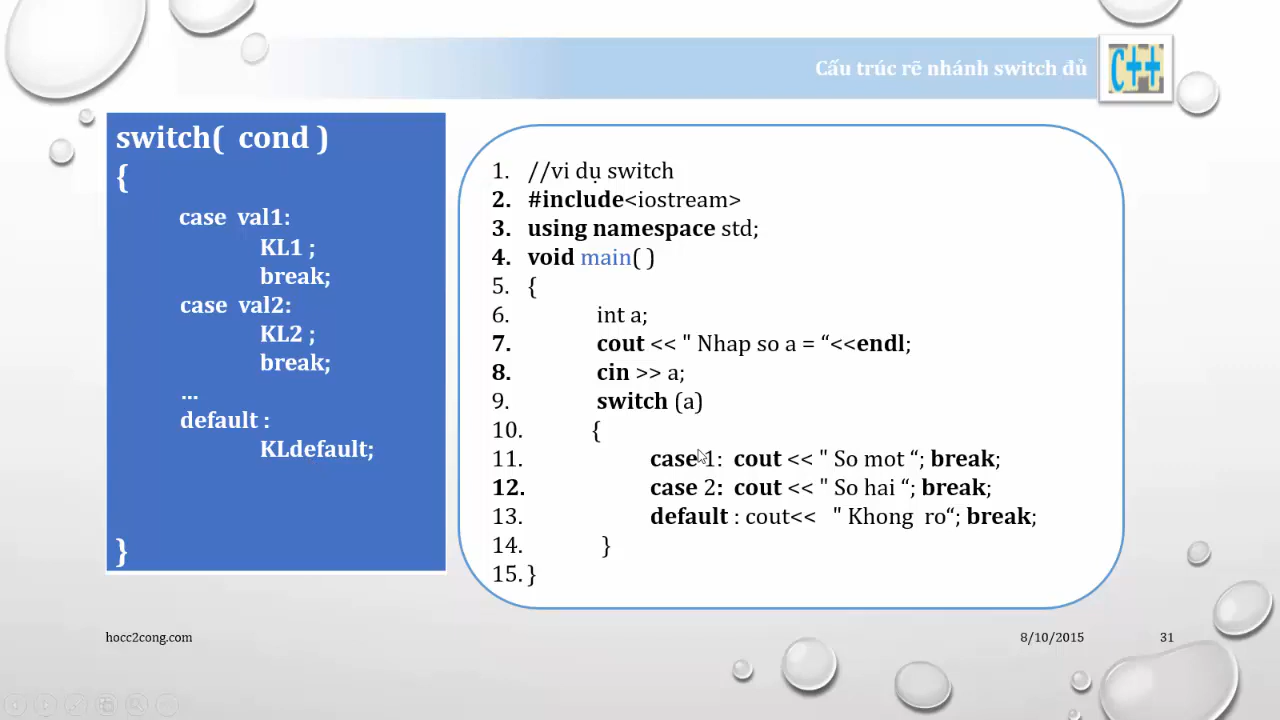 Cấu trúc rẽ nhánh switch đủ
C++
switch( cond )
{
case val1:
KL1 ;
break;
case val2:
KL2 ;
break;
...
default :
KLdefault;
}
1. //vi dụ switch
2. #include<iostream>
3. using namespace std;
4. void main( )
5. {
6. int a;
7. cout << " Nhap so a = “<<endl;
8. cin >> a;
9. switch (a)
10. {
11. case 1: cout << " So mot “; break;
12. case 2: cout << " So hai “; break;
13. default : cout<< " Khong ro“; break;
14. }
15. }
hocc2cong.com
8/10/2015
31